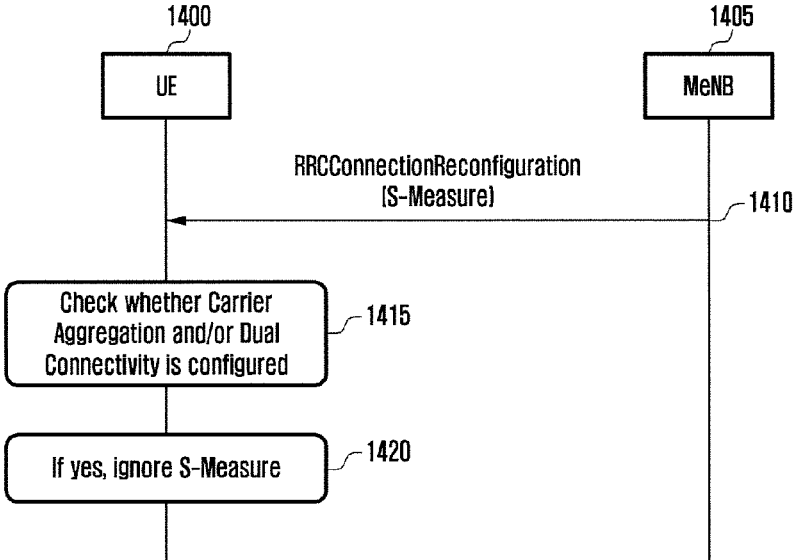 1400
1405
UE
MeNB
RRCConnectionReconfiguration
(S-Measure)
1410
Check whether Carrier
Aggregation and/or Dual
Connectivity is configured
1415
If yes, ignore S-Measure
1420